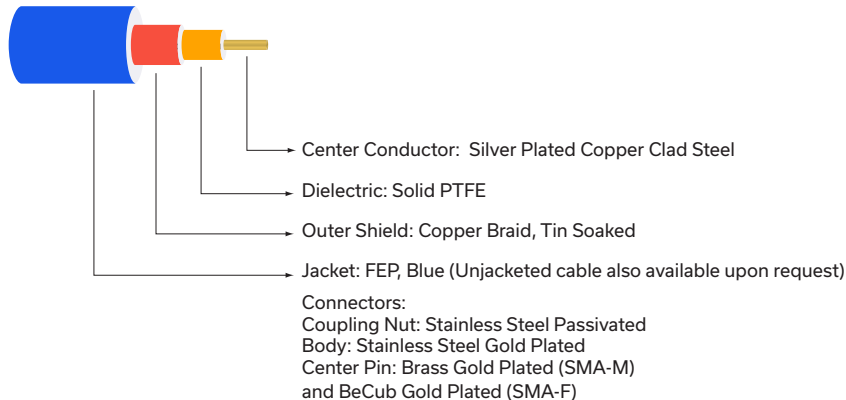 Center Conductor: Silver Plated Copper Clad Steel
Dielectric: Solid PTFE
Outer Shield: Copper Braid, Tin Soaked
Jacket: FEP, Blue (Unjacketed cable also available upon request)
Connectors:
Coupling Nut: Stainless Steel Passivated
Body: Stainless Steel Gold Plated
Center Pin: Brass Gold Plated (SMA-M)
and BeCub Gold Plated (SMA-F)